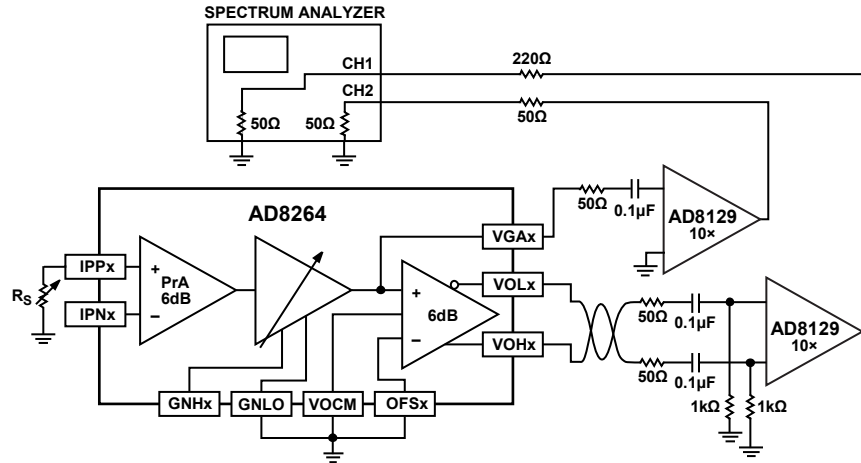 SPECTRUM ANALYZER
CH1
CH2
50Ω
50Ω
220Ω
50Ω
AD8264
VGAx
50Ω
0.1µF
AD8129
10×
IPPx
IPNx
RS
PrA
6dB
+
–
+
–
6dB
VOLx
VOHx
50Ω
0.1µF
50Ω
0.1µF
AD8129
10×
1kΩ
1kΩ
GNHx
GNLO
VOCM
OFSx